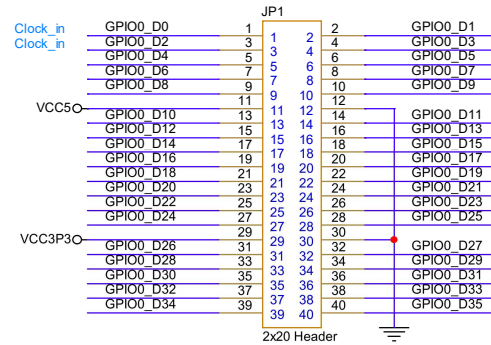 JP1
Clock_in GPIO0_D0 1 1 2 2 GPIO0_D1
Clock_in GPIO0_D2 3 3 4 4 GPIO0_D3
GPIO0_D4 5 5 6 6 GPIO0_D5
GPIO0_D6 7 7 8 8 GPIO0_D7
GPIO0_D8 9 9 10 10 GPIO0_D9
VCC5 11 11 12 12
GPIO0_D10 13 13 14 14 GPIO0_D11
GPIO0_D12 15 15 16 16 GPIO0_D13
GPIO0_D14 17 17 18 18 GPIO0_D15
GPIO0_D16 19 19 20 20 GPIO0_D17
GPIO0_D18 21 21 22 22 GPIO0_D19
GPIO0_D20 23 23 24 24 GPIO0_D21
GPIO0_D22 25 25 26 26 GPIO0_D23
GPIO0_D24 27 27 28 28 GPIO0_D25
VCC3P3 29 29 30 30
GPIO0_D26 31 31 32 32 GPIO0_D27
GPIO0_D28 33 33 34 34 GPIO0_D29
GPIO0_D30 35 35 36 36 GPIO0_D31
GPIO0_D32 37 37 38 38 GPIO0_D33
GPIO0_D34 39 39 40 40 GPIO0_D35
2x20 Header